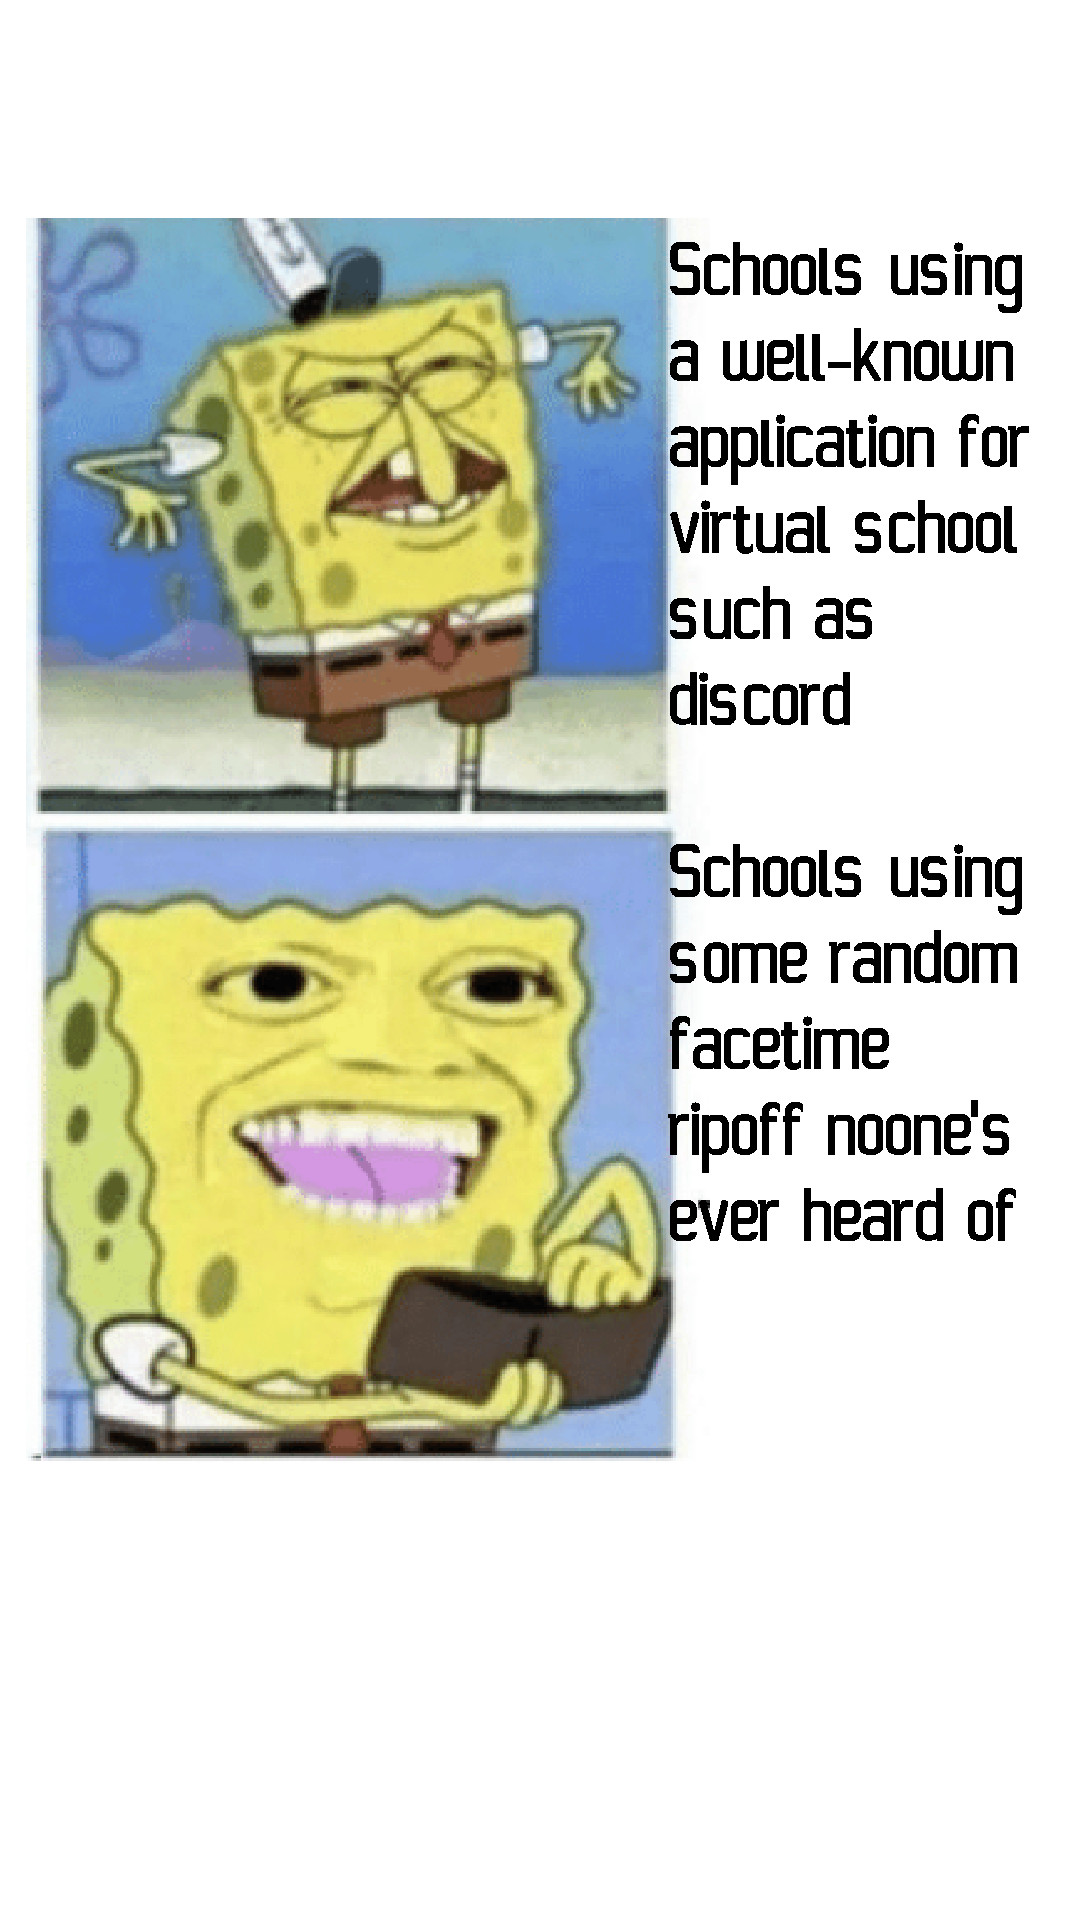 Schools using
a well-known
application for
virtual school
such as
discord
Schools using
some random
facetime
ripoff noone's
ever heard of